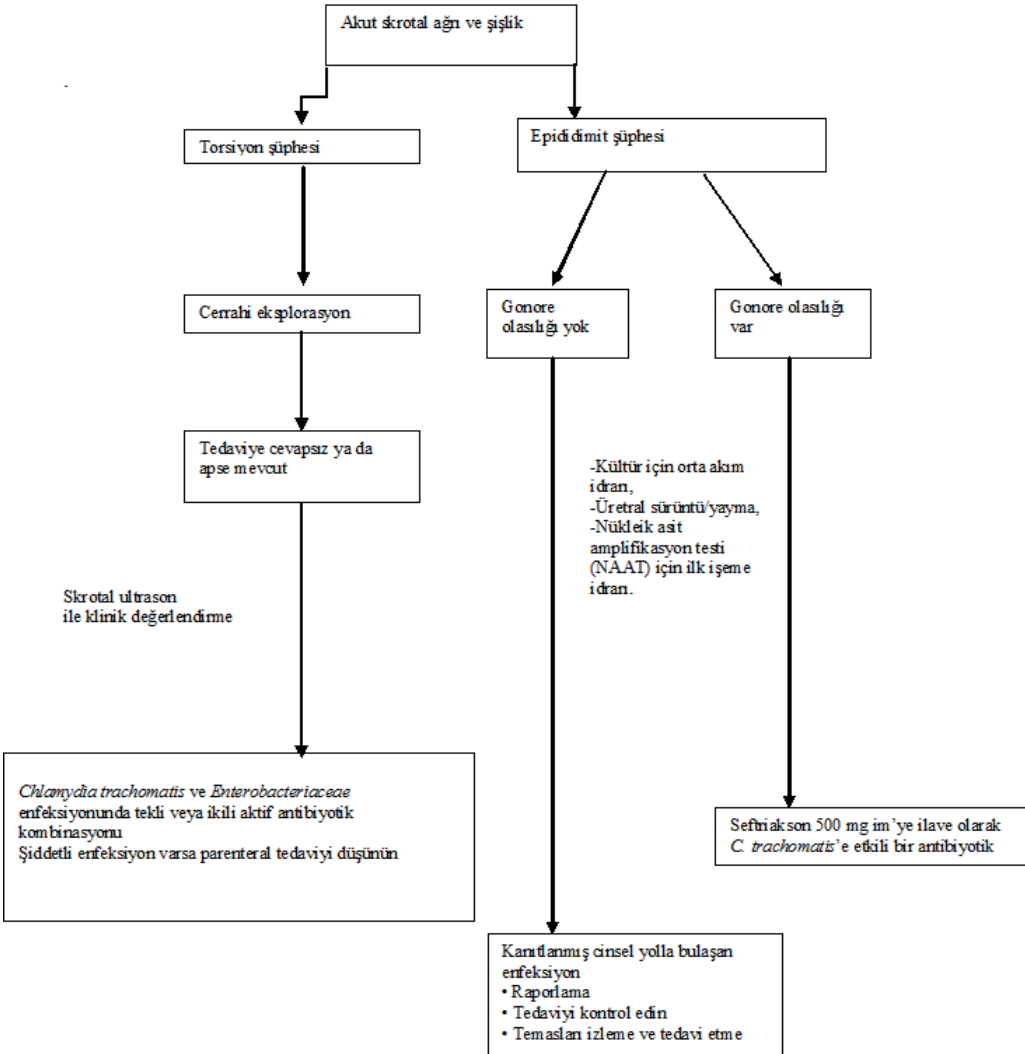 Akut skrotal ağrı ve şişlik
Torsiyon şüphesi
Epididimit şüphesi
Cerrahi eksplorasyon
Gonore
olasılığı yok
Gonore olasılığı
var
Tedaviye cevapsız ya da
apse mevcut
-Kültür için orta akım
idranı,
-Üretral sürüntü/yayma,
-Nükleik asit
amplifikasyon testi
(NAAT) için ilk işeme
idranı.
Skrotal ultrason
ile klinik değerlendirme
Chlamydia trachomatis ve Enterobacteriaceae
enfeksiyonunda tekli veya ikili aktif antibiyotik
kombinasyonu
Şiddetli enfeksiyon varsa parenteral tedaviyi düşünün
Seftriakson 500 mg im’ye ilave olarak
C. trachomatis’e etkili bir antibiyotik
Kanıtlanmış cinsel yolla bulaşan
enfeksiyon
• Raporlama
• Tedaviyi kontrol edin
• Temasları izleme ve tedavi etme